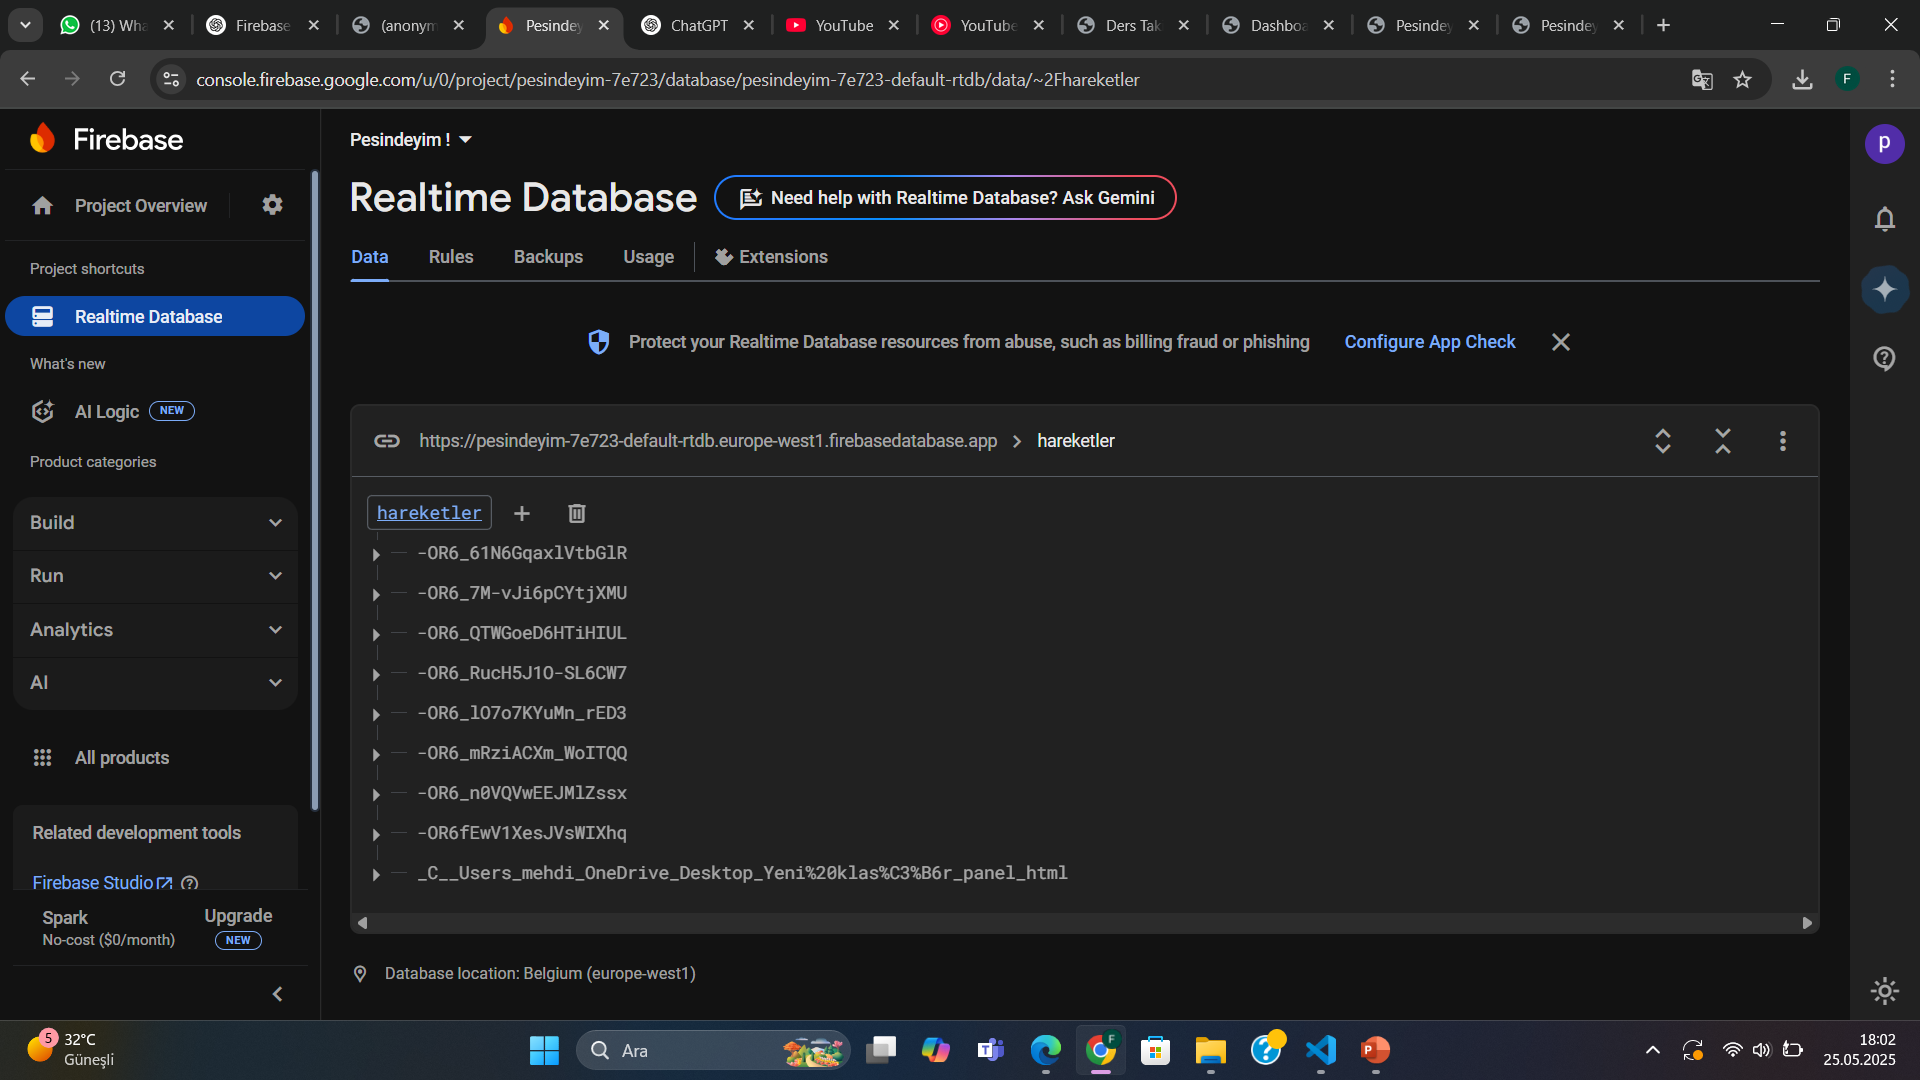 (13) Wha
Firebase
(anonym
Pesindey
ChatGPT
YouTube
YouTube
Ders Tak
Dashboa
Pesindey
Pesindey
console.firebase.google.com/u/0/project/pesindeyim-7e723/database/pesindeyim-7e723-default-rtdb/data/~2Fhareketler
F
Firebase
Pesindeyim !
p
Realtime Database
Need help with Realtime Database? Ask Gemini
Project Overview
Data
Rules
Backups
Usage
Extensions
Project shortcuts
Realtime Database
Protect your Realtime Database resources from abuse, such as billing fraud or phishing
Configure App Check
What's new
AI Logic
NEW
https://pesindeyim-7e723-default-rtdb.europe-west1.firebasedatabase.app
hareketler
Product categories
hareketler
Build
-OR6_61N6GqaxlVtbGlR
Run
-OR6_7M-vJi6pCYtjXMU
Analytics
-OR6_QTWGoeD6HTiHIUL
-OR6_RucH5J1O-SL6CW7
AI
-OR6_lO7o7KYuMn_rED3
All products
-OR6_mRziACXm_WoITQQ
-OR6_n0VQVwEEJMlZssx
Related development tools
-OR6fEwV1XesJVsWIXhq
_C__Users_mehdi_OneDrive_Desktop_Yeni%20klas%C3%B6r_panel_html
Firebase Studio
Spark
No-cost ($0/month)
Upgrade
NEW
Database location: Belgium (europe-west1)
5
32°C
Güneşli
Ara
F
18:02
25.05.2025